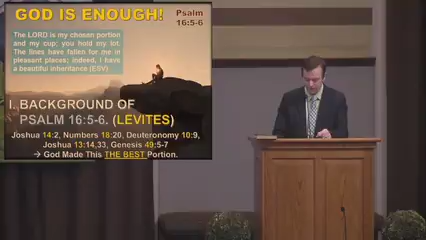 GOD IS ENOUGH!
Psalm
16:5-6
The LORD is my chosen portion
and my cup; you hold my lot.
The lines have fallen for me in
pleasant places; indeed, I have
a beautiful inheritance (ESV)
I. BACKGROUND OF
PSALM 16:5-6. (LEVITES)
Joshua 14:2, Numbers 18:20, Deuteronomy 10:9,
Joshua 13:14,33, Genesis 49:5-7
→ God Made This THE BEST Portion.